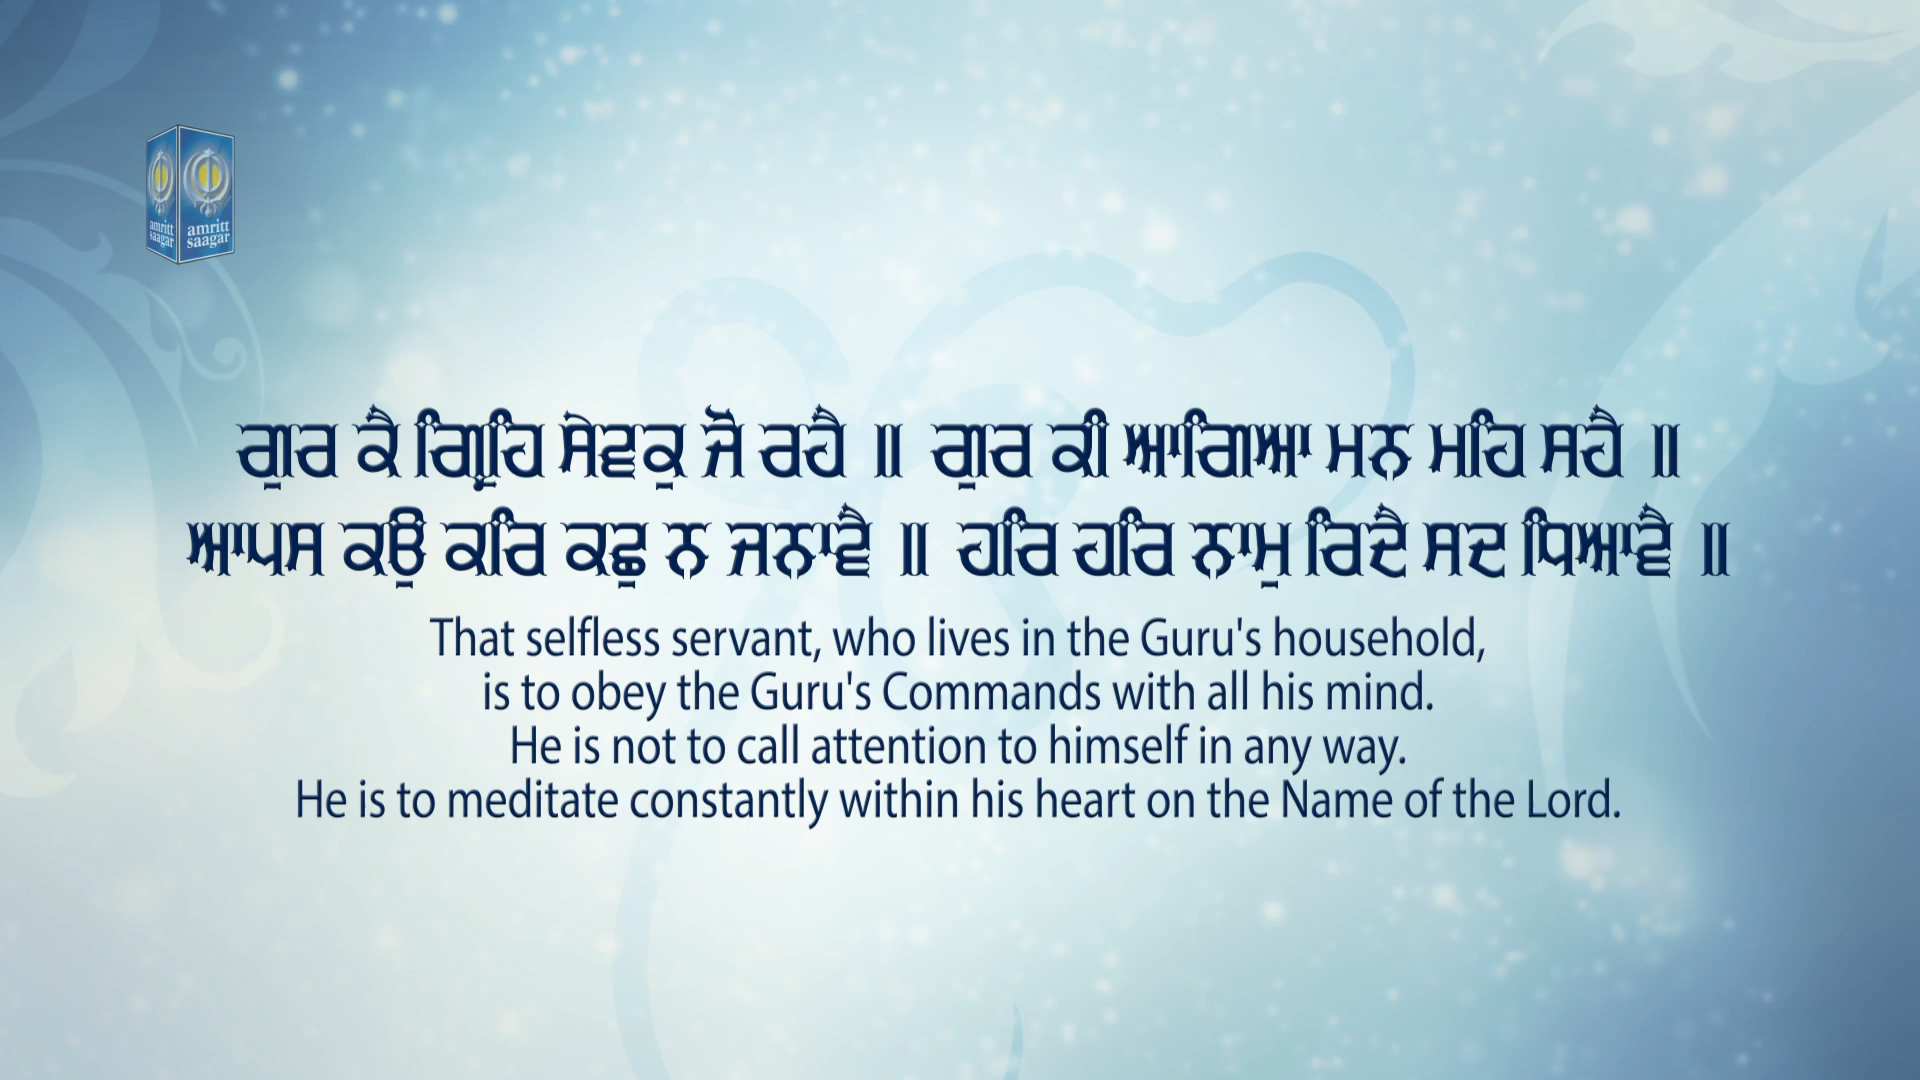 amritt saagar
amritt saagar
ਗੁਰ ਕੈ ਗ੍ਰਿਹਿ ਸੇਵਕੁ ਜੋ ਰਹੈ ॥ ਗੁਰ ਕੀ ਆਗਿਆ ਮਨ ਮਹਿ ਸਹੈ ॥
ਆਪਸ ਕਉ ਕਰਿ ਕਛੁ ਨ ਜਨਾਵੈ ॥ ਹਰਿ ਹਰਿ ਨਾਮੁ ਰਿਦੈ ਸਦ ਧਿਆਵੈ ॥
That selfless servant, who lives in the Guru's household,
is to obey the Guru's Commands with all his mind.
He is not to call attention to himself in any way.
He is to meditate constantly within his heart on the Name of the Lord.